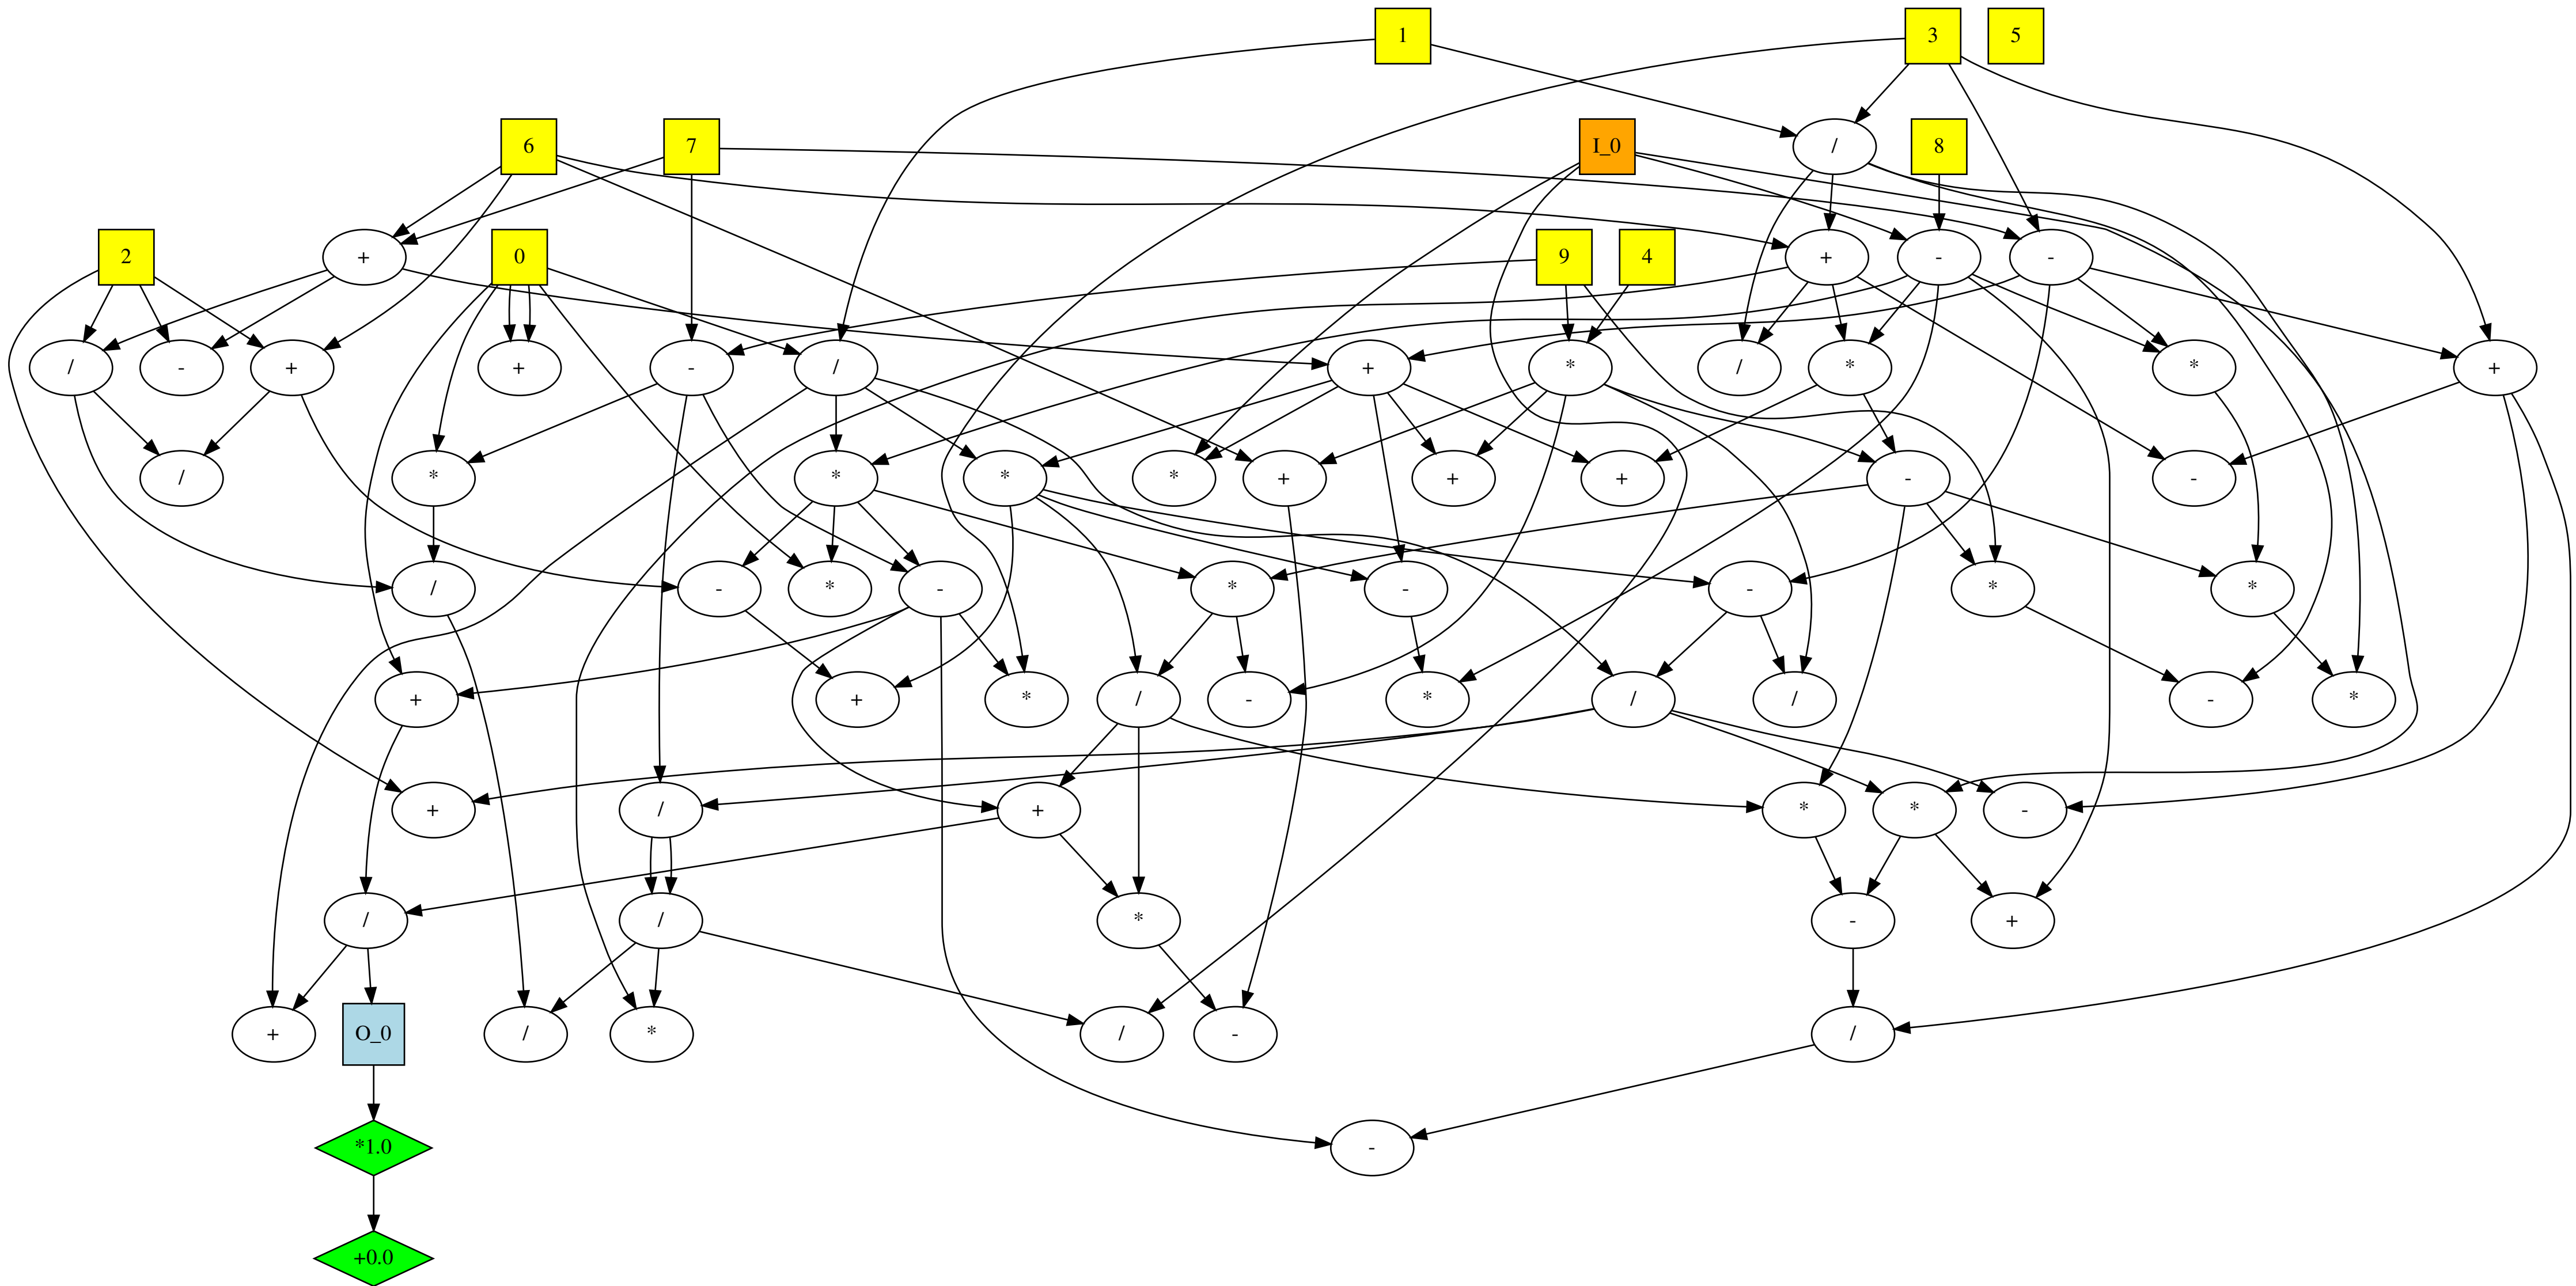 1 3 5
6 7 I_0 / 8
2 + 0 9 4 + - -
/ - + + - / + * / * * +
/ * * * * + + + - -
/ - * - * - - * *
+ + * / - * / / - *
+ / + * * -
/ / * - +
+ O_0 / * / - /
*1.0 -
+0.0